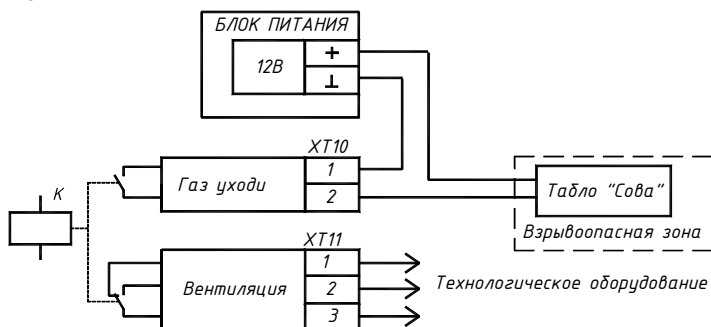 БЛОК ПИТАНИЯ
12В
+
⊥
XT10
Газ уходи
1
2
К
Табло "Сова"
Взрывоопасная зона
XT11
Вентиляция
1
2
3
Технологическое оборудование